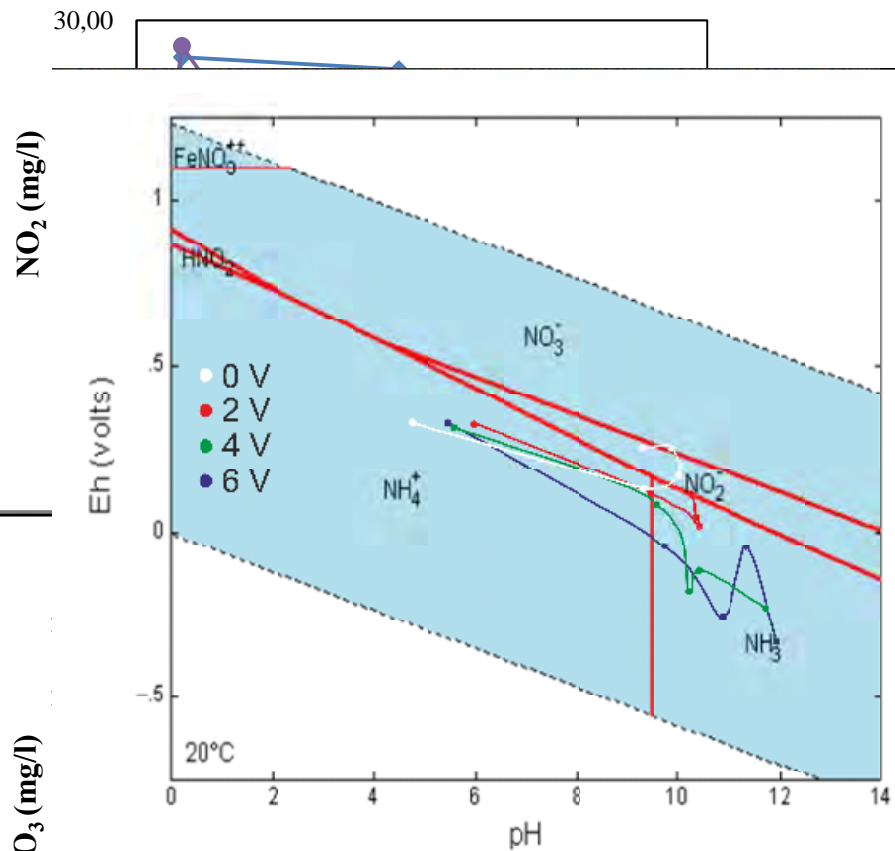 30,00
NO₂ (mg/l)
O₃ (mg/l)
FeNO₃⁺⁺
HNO₂
NO₃⁻
NH₄⁺
NO₂⁻
NH₃
0 V
2 V
4 V
6 V
Eh (volts)
1
.5
0
-.5
20°C
0 2 4 6 8 10 12 14
pH